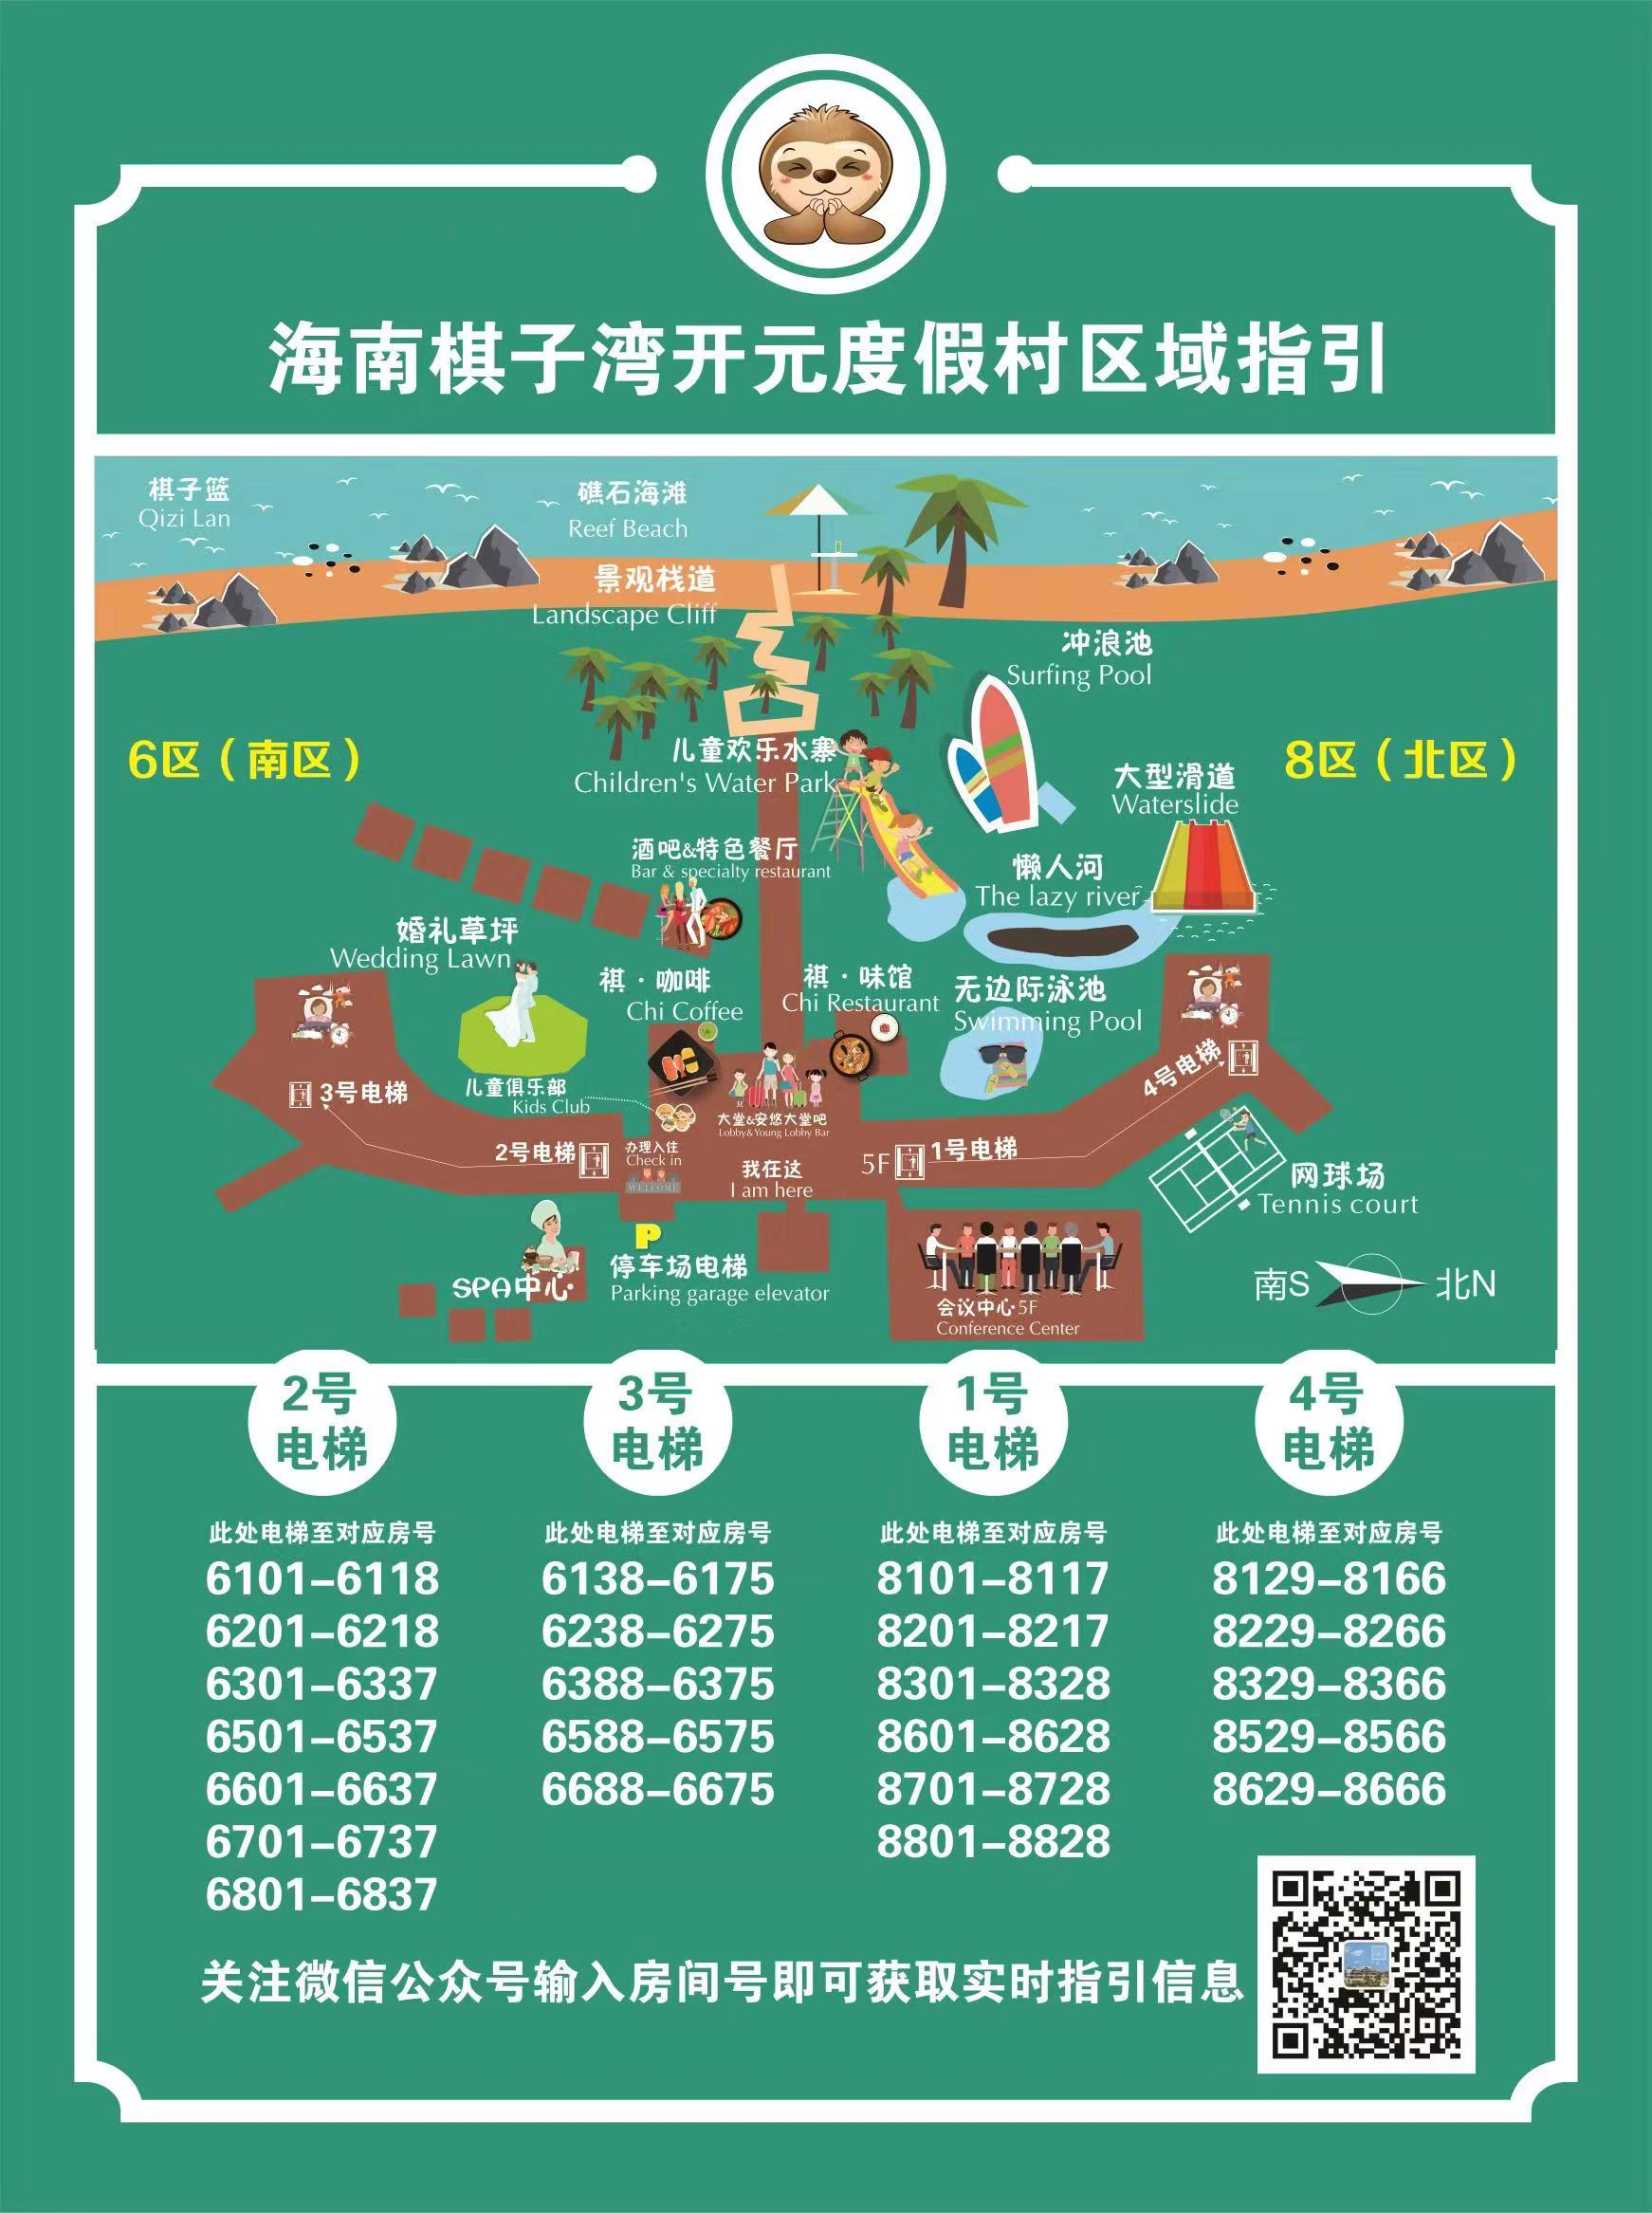 海南棋子湾开元度假村区域指引
棋子篮
Qizi Lan
礁石海滩
Reef Beach
景观栈道
Landscape Cliff
冲浪池
Surfing Pool
6区（南区）
8区（北区）
儿童欢乐水寨
Children's Water Park
大型滑道
Waterslide
酒吧&特色餐厅
Bar & specialty restaurant
懒人河
The lazy river
婚礼草坪
Wedding Lawn
祺·咖啡
Chi Coffee
祺·味馆
Chi Restaurant
无边际泳池
Swimming Pool
3号电梯
儿童俱乐部
Kids Club
4号电梯
大堂&安悠大堂吧
Lobby&Young Lobby Bar
2号电梯
办理入住
Check in
WELCOME
我在这
I am here
5F
1号电梯
网球场
Tennis court
P
停车场电梯
Parking garage elevator
SPA中心
会议中心5F
Conference Center
南S
北N
2号
电梯
此处电梯至对应房号
6101-6118
6201-6218
6301-6337
6501-6537
6601-6637
6701-6737
6801-6837
3号
电梯
此处电梯至对应房号
6138-6175
6238-6275
6388-6375
6588-6575
6688-6675
1号
电梯
此处电梯至对应房号
8101-8117
8201-8217
8301-8328
8601-8628
8701-8728
8801-8828
4号
电梯
此处电梯至对应房号
8129-8166
8229-8266
8329-8366
8529-8566
8629-8666
关注微信公众号输入房间号即可获取实时指引信息